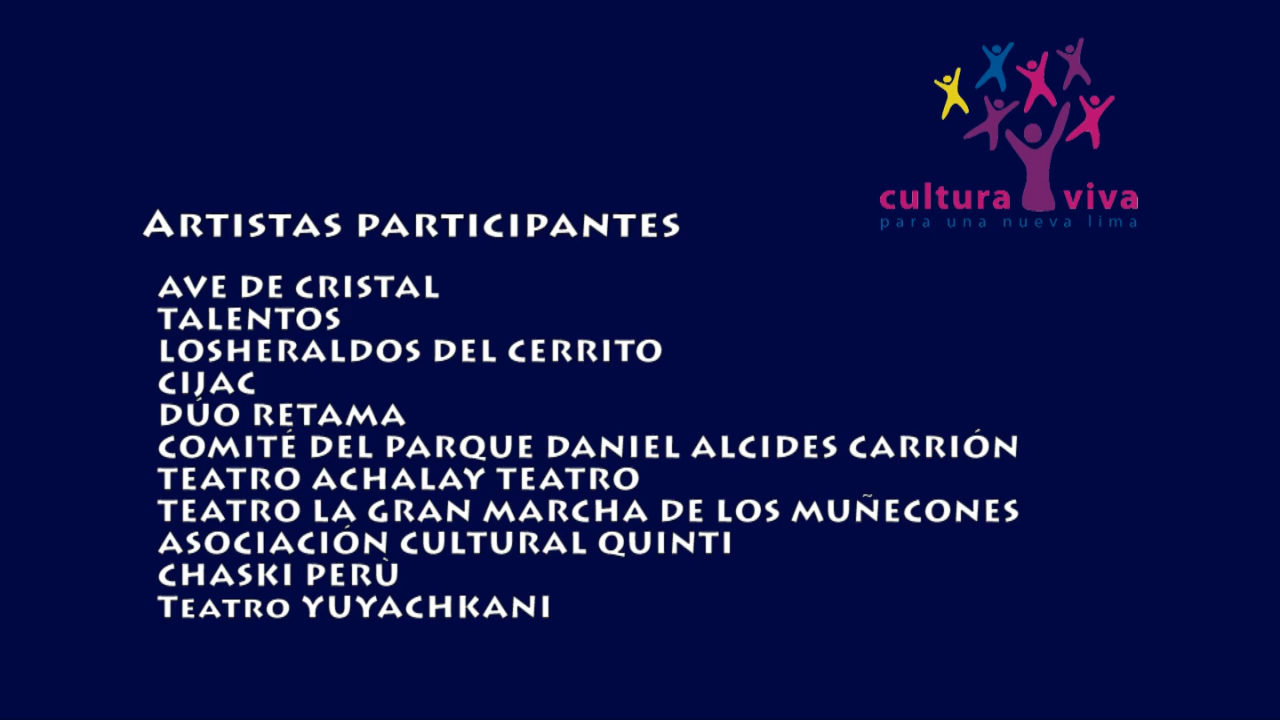 cultura viva
para una nueva lima
ARTISTAS PARTICIPANTES
AVE DE CRISTAL
TALENTOS
LOSHERALDOS DEL CERRITO
CIJAC
DÚO RETAMA
COMITÉ DEL PARQUE DANIEL ALCIDES CARRIÓN
TEATRO ACHALAY TEATRO
TEATRO LA GRAN MARCHA DE LOS MUÑECONES
ASOCIACIÓN CULTURAL QUINTI
CHASKI PERÙ
TEATRO YUYACHKANI